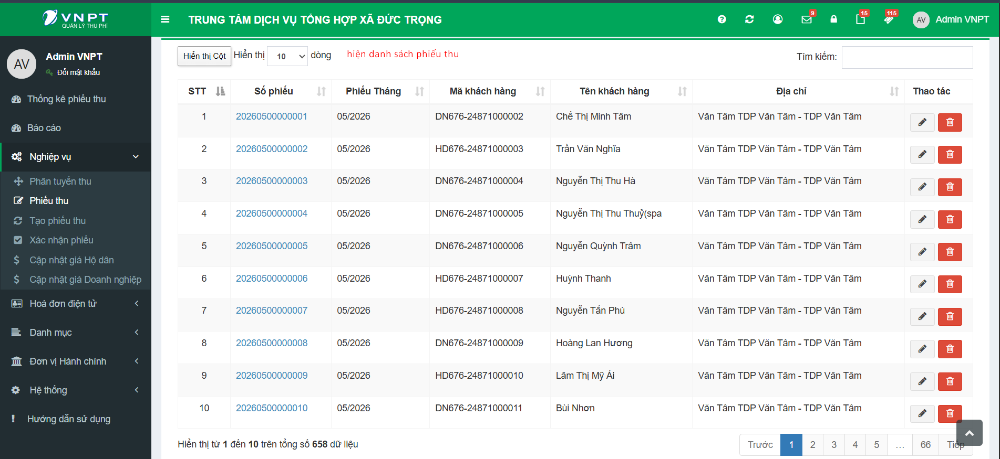 VNPT
QUẢN LÝ THU PHÍ
TRUNG TÂM DỊCH VỤ TỔNG HỢP XÃ ĐỨC TRỌNG
9
15
115
AV
Admin VNPT
AV
Admin VNPT
Đổi mật khẩu
Thống kê phiếu thu
Báo cáo
Nghiệp vụ
Phân tuyến thu
Phiếu thu
Tạo phiếu thu
Xác nhận phiếu
Cập nhật giá Hộ dân
Cập nhật giá Doanh nghiệp
Hoá đơn điện tử
Danh mục
Đơn vị Hành chính
Hệ thống
Hướng dẫn sử dụng
Hiển thị Cột Hiển thị 10 dòng hiện danh sách phiếu thu Tìm kiếm:
STT Số phiếu Phiếu Tháng Mã khách hàng Tên khách hàng Địa chỉ Thao tác
1 20260500000001 05/2026 DN676-24871000002 Chế Thị Minh Tâm Văn Tâm TDP Văn Tâm - TDP Văn Tâm
2 20260500000002 05/2026 HD676-24871000003 Trần Văn Nghĩa Văn Tâm TDP Văn Tâm - TDP Văn Tâm
3 20260500000003 05/2026 DN676-24871000004 Nguyễn Thị Thu Hà Văn Tâm TDP Văn Tâm - TDP Văn Tâm
4 20260500000004 05/2026 DN676-24871000005 Nguyễn Thị Thu Thuỷ(spa Văn Tâm TDP Văn Tâm - TDP Văn Tâm
5 20260500000005 05/2026 DN676-24871000006 Nguyễn Quỳnh Trâm Văn Tâm TDP Văn Tâm - TDP Văn Tâm
6 20260500000006 05/2026 HD676-24871000007 Huỳnh Thanh Văn Tâm TDP Văn Tâm - TDP Văn Tâm
7 20260500000007 05/2026 HD676-24871000008 Nguyễn Tấn Phú Văn Tâm TDP Văn Tâm - TDP Văn Tâm
8 20260500000008 05/2026 DN676-24871000009 Hoàng Lan Hương Văn Tâm TDP Văn Tâm - TDP Văn Tâm
9 20260500000009 05/2026 HD676-24871000010 Lâm Thị Mỹ Ái Văn Tâm TDP Văn Tâm - TDP Văn Tâm
10 20260500000010 05/2026 DN676-24871000011 Bùi Nhơn Văn Tâm TDP Văn Tâm - TDP Văn Tâm
Hiển thị từ 1 đến 10 trên tổng số 658 dữ liệu
Trước 1 2 3 4 5 … 66 Tiếp